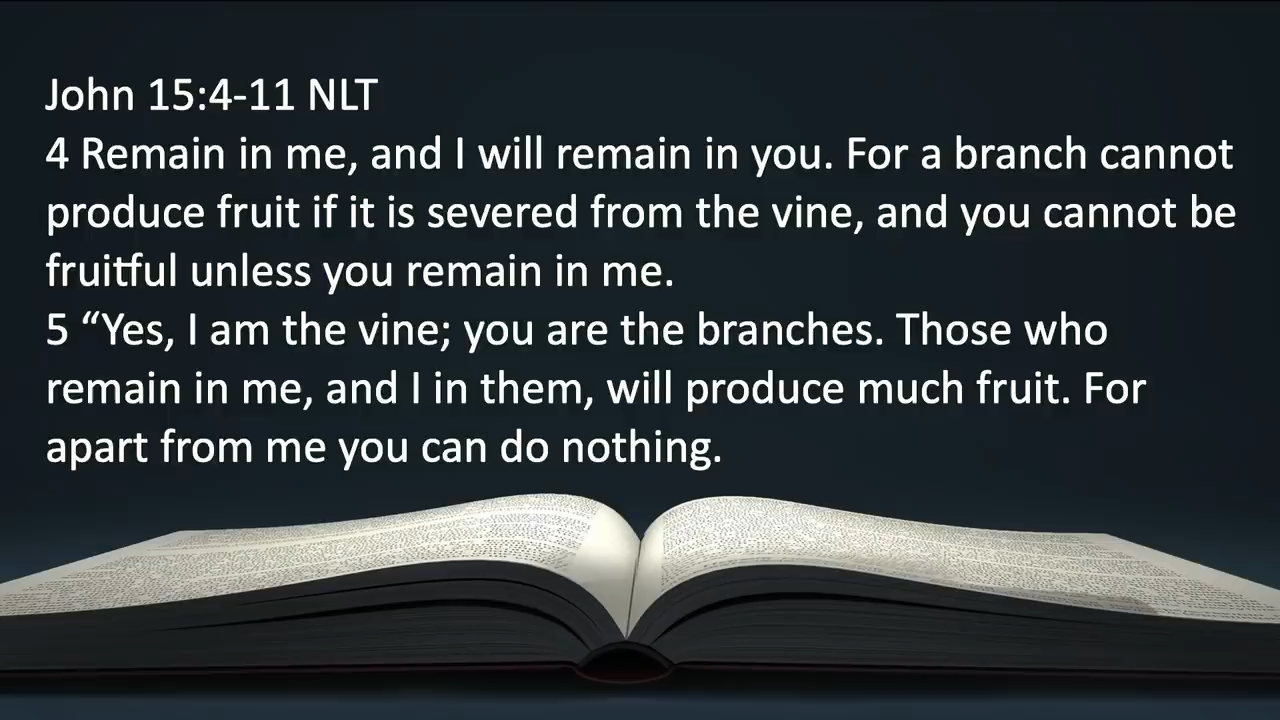 John 15:4-11 NLT
4 Remain in me, and I will remain in you. For a branch cannot
produce fruit if it is severed from the vine, and you cannot be
fruitful unless you remain in me.
5 “Yes, I am the vine; you are the branches. Those who
remain in me, and I in them, will produce much fruit. For
apart from me you can do nothing.